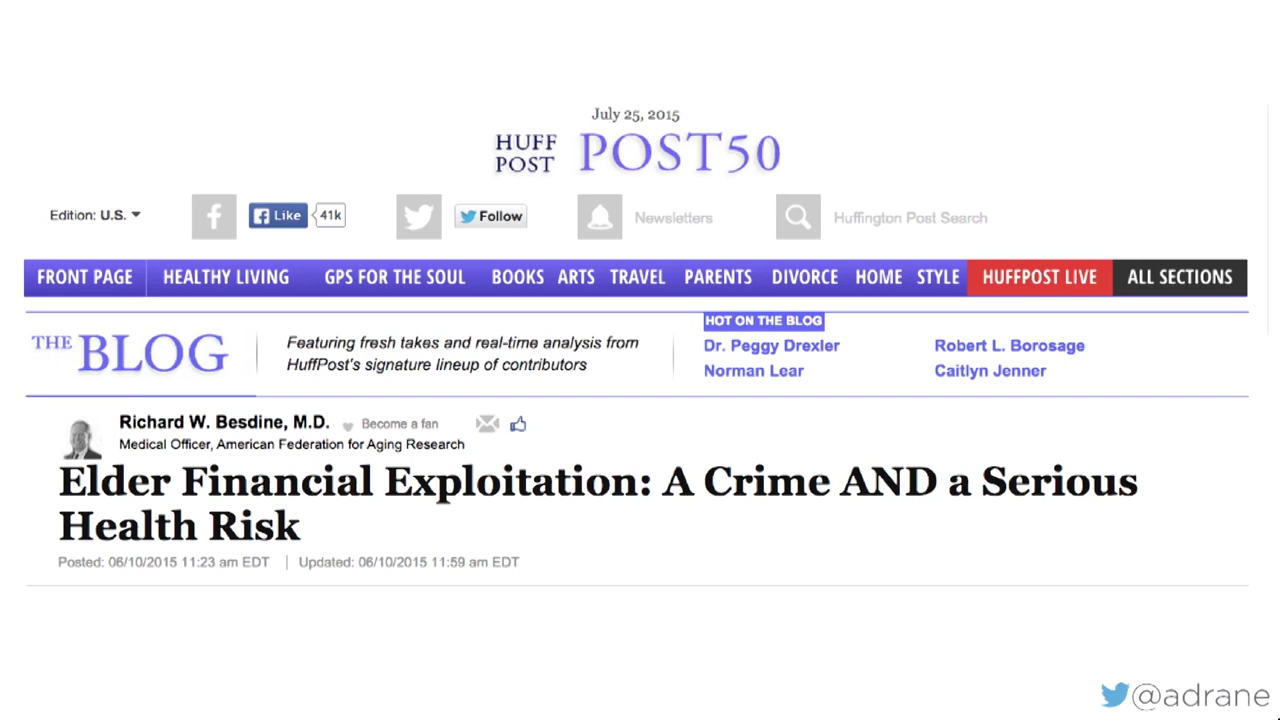 July 25, 2015
HUFF
POST
POST50
Edition: U.S.
Like
41k
Follow
Newsletters
Huffington Post Search
FRONT PAGE HEALTHY LIVING GPS FOR THE SOUL BOOKS ARTS TRAVEL PARENTS DIVORCE HOME STYLE HUFFPOST LIVE ALL SECTIONS
THE BLOG
Featuring fresh takes and real-time analysis from
HuffPost's signature lineup of contributors
HOT ON THE BLOG
Dr. Peggy Drexler
Robert L. Borosage
Norman Lear
Caitlyn Jenner
Richard W. Besdine, M.D.
Become a fan
Medical Officer, American Federation for Aging Research
Elder Financial Exploitation: A Crime AND a Serious
Health Risk
Posted: 06/10/2015 11:23 am EDT | Updated: 06/10/2015 11:59 am EDT
@adrane